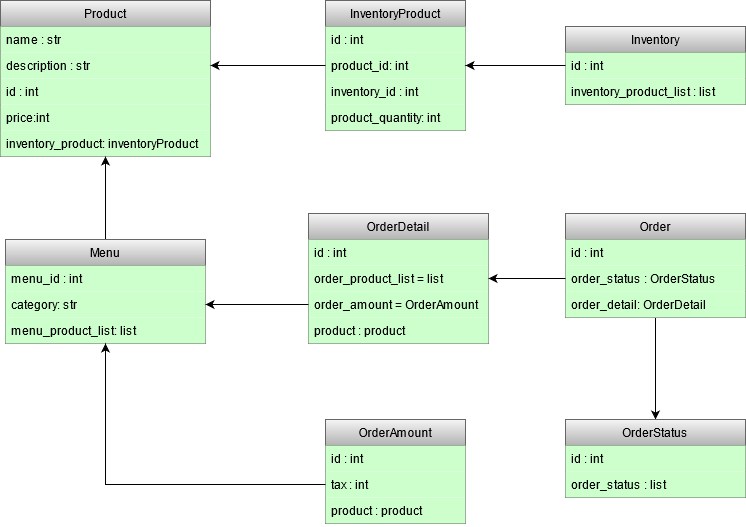 Product
name : str
description : str
id : int
price:int
inventory_product: inventoryProduct
InventoryProduct
id : int
product_id: int
inventory_id : int
product_quantity: int
Inventory
id : int
inventory_product_list : list
Menu
menu_id : int
category: str
menu_product_list: list
OrderDetail
id : int
order_product_list = list
order_amount = OrderAmount
product : product
Order
id : int
order_status : OrderStatus
order_detail: OrderDetail
OrderAmount
id : int
tax : int
product : product
OrderStatus
id : int
order_status : list